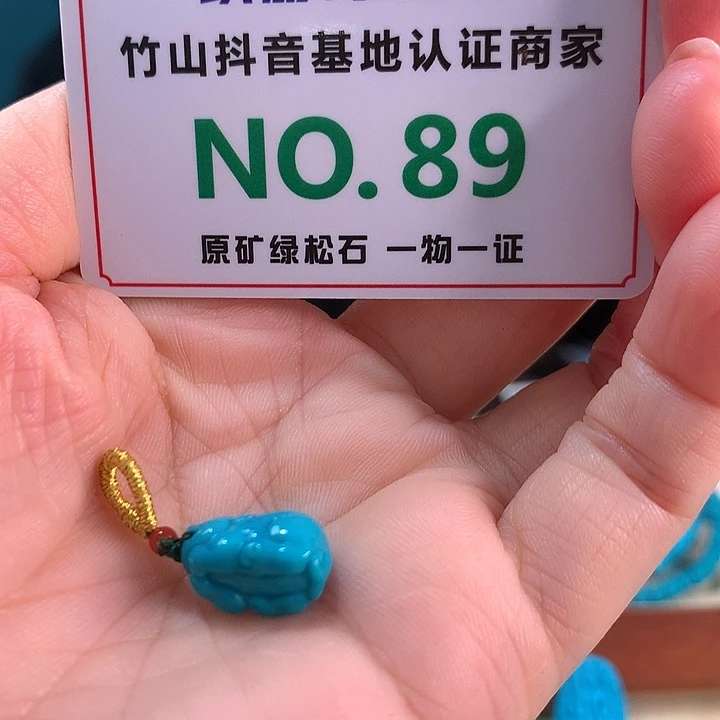 竹山抖音基地认证商家
NO. 89
原矿绿松石 一物一证